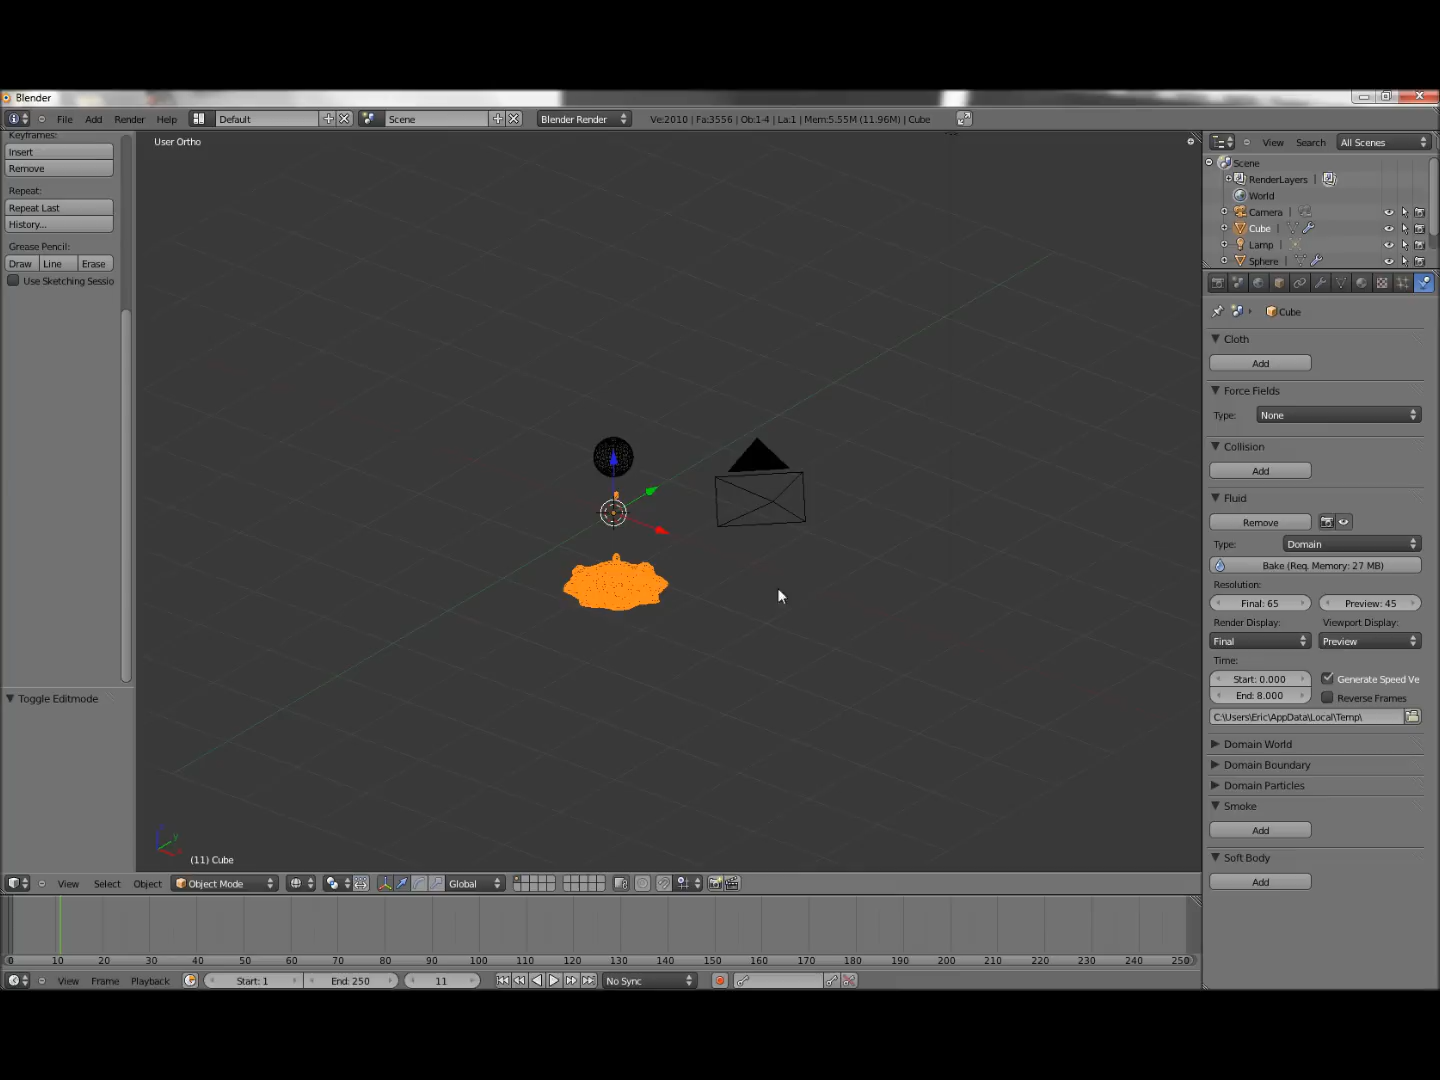 Blender
File Add Render Help Default Scene Blender Render Ve:2010 | Fa:3556 | Ob:1-4 | La:1 | Mem:5.55M (11.96M) | Cube
Keyframes:
Insert
Remove
Repeat:
Repeat Last
History...
Grease Pencil:
Draw Line Erase
Use Sketching Sessio
Toggle Editmode
User Ortho
(11) Cube
View Select Object Object Mode Global
0 10 20 30 40 50 60 70 80 90 100 110 120 130 140 150 160 170 180 190 200 210 220 230 240 250
View Frame Playback Start: 1 End: 250 11 No Sync
View Search All Scenes
Scene
RenderLayers |
World
Camera |
Cube |
Lamp |
Sphere |
Cube
Cloth
Add
Force Fields
Type: None
Collision
Add
Fluid
Remove
Type: Domain
Bake (Req. Memory: 27 MB)
Resolution:
Final: 65 Preview: 45
Render Display: Viewport Display:
Final Preview
Time:
Start: 0.000 Generate Speed Ve
End: 8.000 Reverse Frames
C:\Users\Eric\AppData\Local\Temp\
Domain World
Domain Boundary
Domain Particles
Smoke
Add
Soft Body
Add